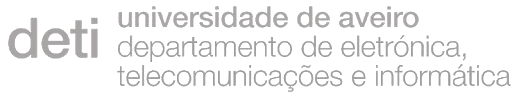 deti
universidade de aveiro
departamento de eletrónica,
telecomunicações e informática